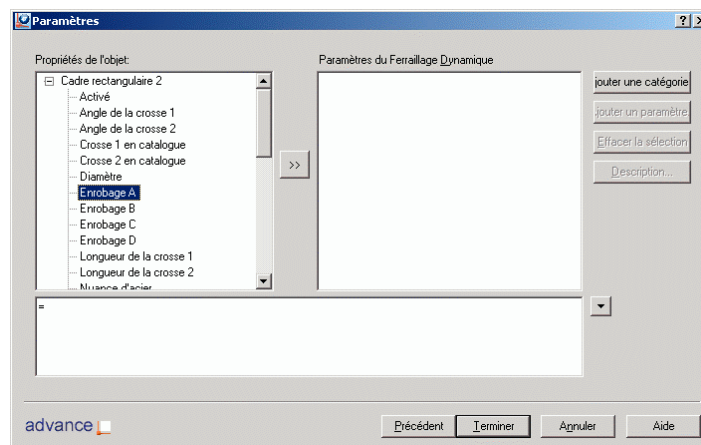 Paramètres
Propriétés de l'objet:
Paramètres du Ferraillage Dynamique
Cadre rectangulaire 2
Activé
Angle de la crosse 1
Angle de la crosse 2
Crosse 1 en catalogue
Crosse 2 en catalogue
Diamètre
Enrobage A
Enrobage B
Enrobage C
Enrobage D
Longueur de la crosse 1
Longueur de la crosse 2
Nuance d'acier
>>
jouter une catégorie
jouter un paramètre
Effacer la sélection
Description...
=
advance
Précédent
Terminer
Annuler
Aide